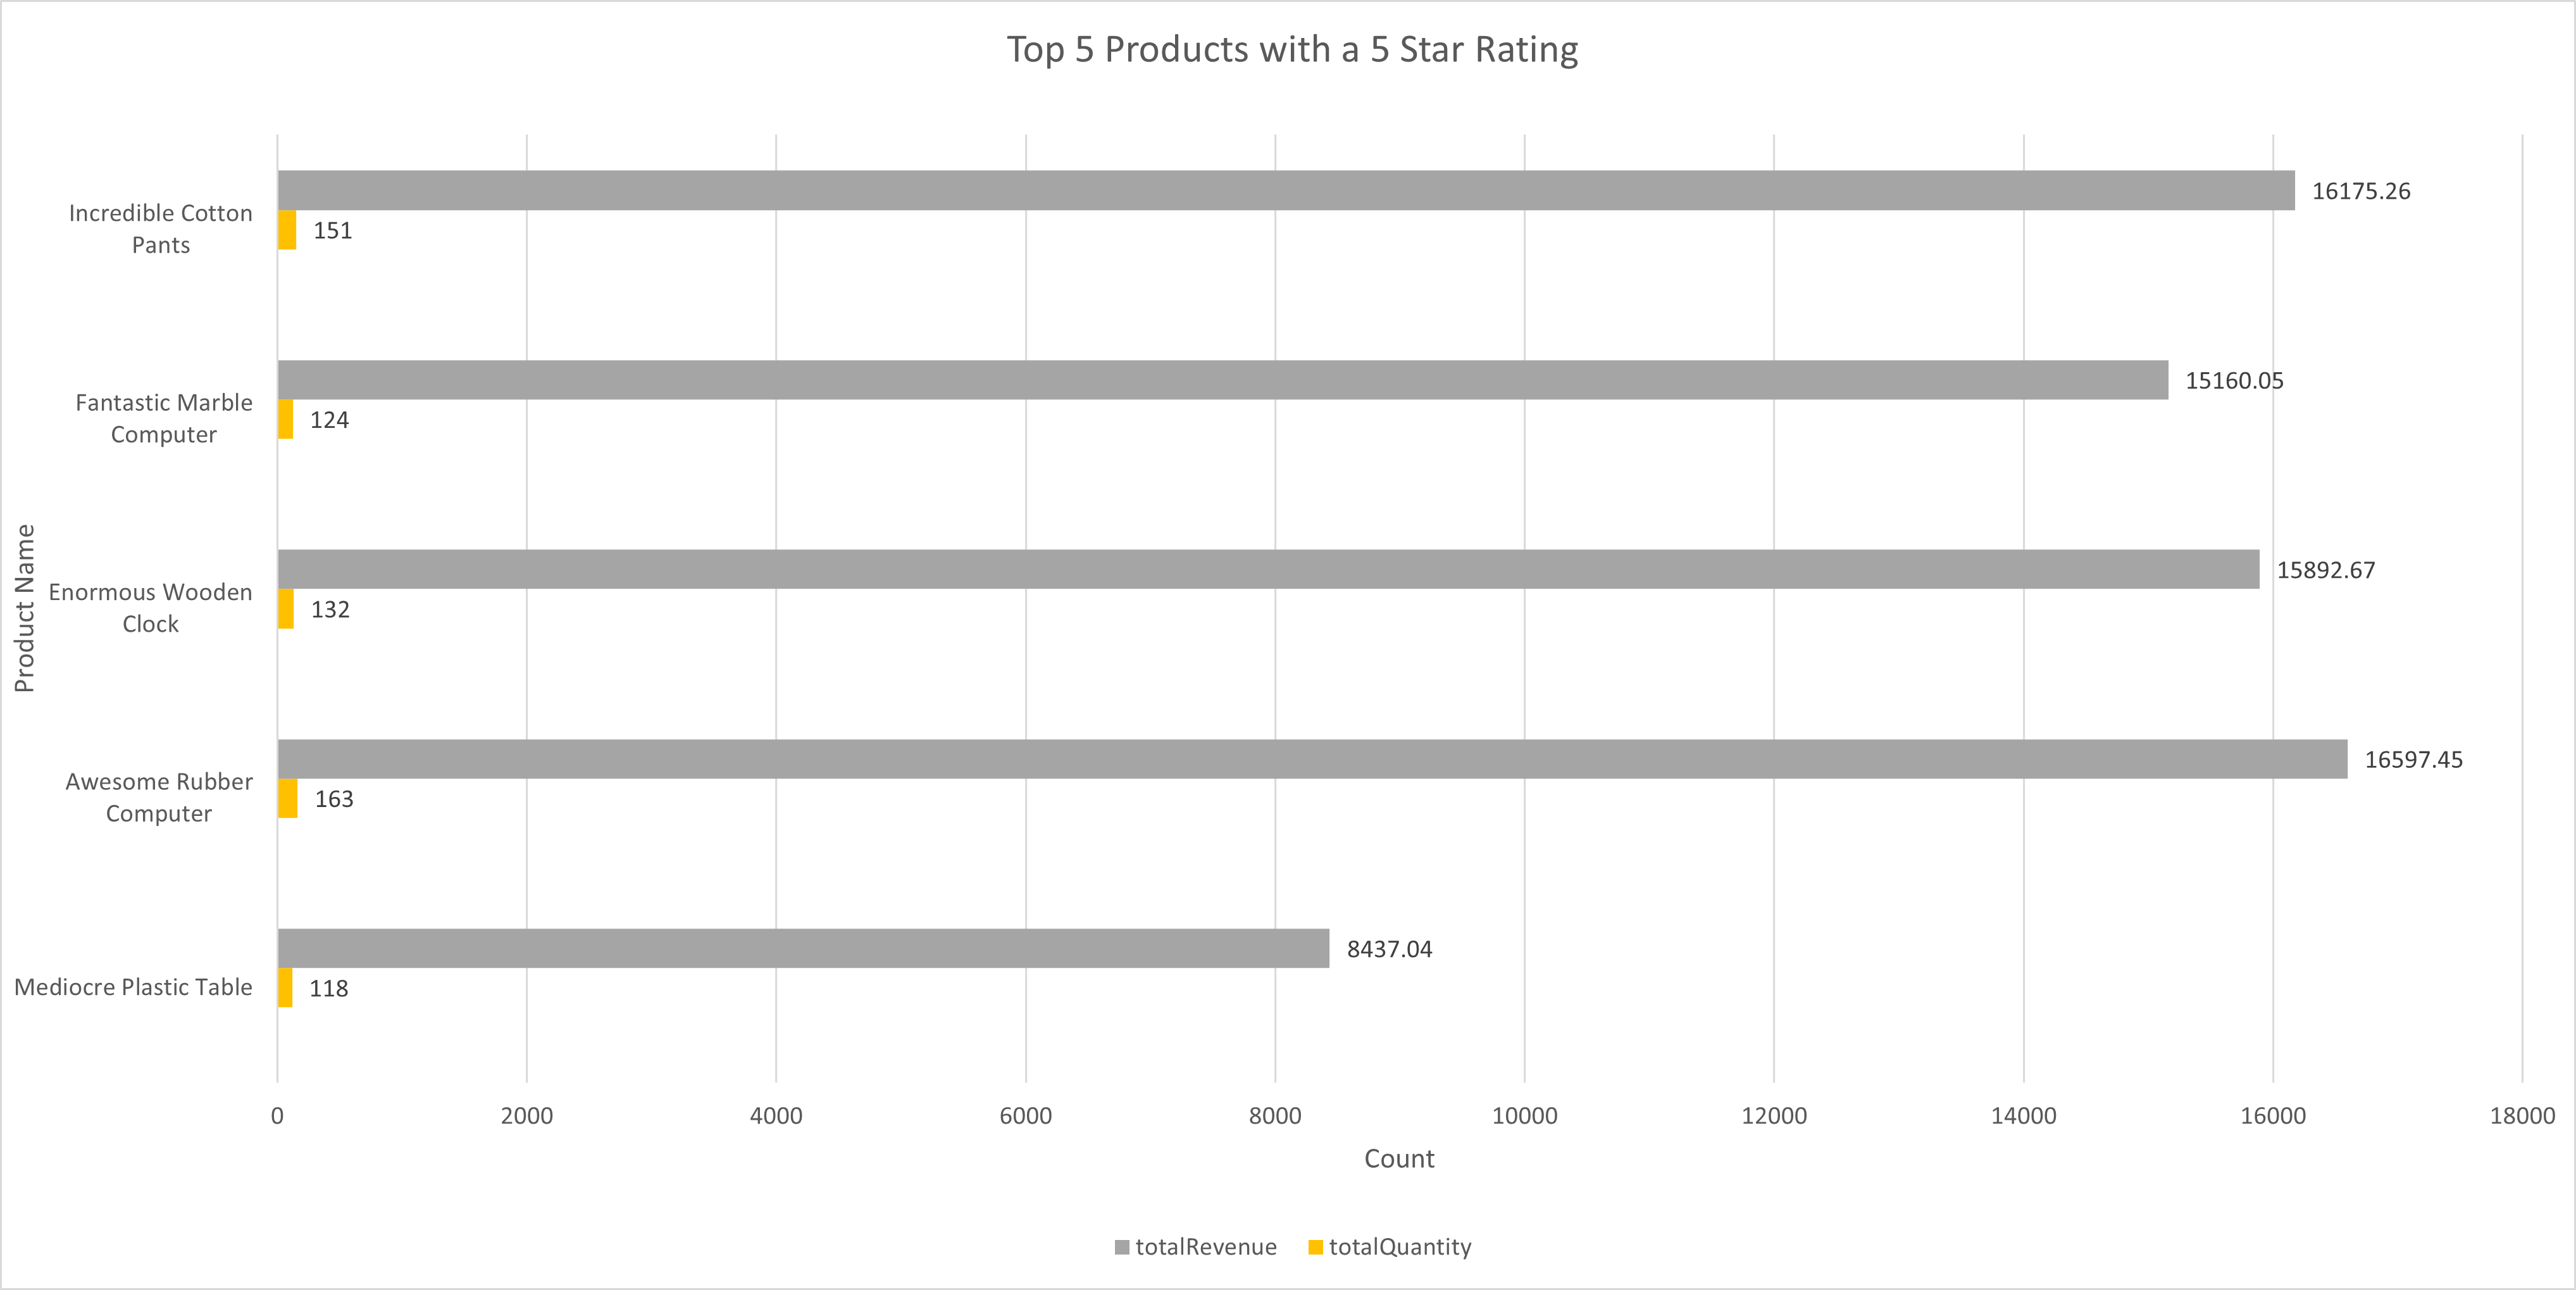 Top 5 Products with a 5 Star Rating
Product Name
Incredible Cotton
Pants
16175.26
151
Fantastic Marble
Computer
15160.05
124
Enormous Wooden
Clock
15892.67
132
Awesome Rubber
Computer
16597.45
163
Mediocre Plastic Table
8437.04
118
0 2000 4000 6000 8000 10000 12000 14000 16000 18000
Count
totalRevenue totalQuantity